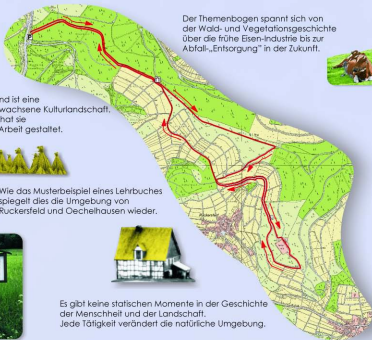 Der Themenbogen spannt sich von
der Wald- und Vegetationsgeschichte
über die frühe Eisen-Industrie bis zur
Abfall-„Entsorgung" in der Zukunft.
nd ist eine
wachsene Kulturlandschaft.
hat sie
Arbeit gestaltet.
Wie das Musterbeispiel eines Lehrbuches
spiegelt dies die Umgebung von
Ruckersfeld und Oechelhausen wieder.
Es gibt keine statischen Momente in der Geschichte
der Menschheit und der Landschaft.
Jede Tätigkeit verändert die natürliche Umgebung.
P